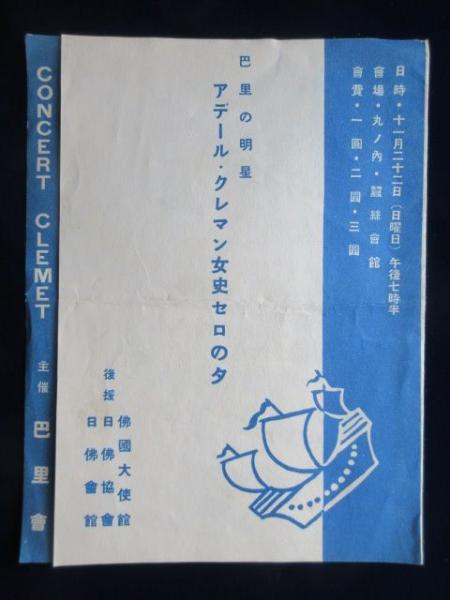 日時・十一月二十二日（日曜日）午後七時半
會場・丸ノ内・蠶絲會館
會費・一圓・二圓・三圓
巴里の明星
アデール・クレマン女史セロの夕
後援
佛國大使館
日佛協會
日佛會館
CONCERT CLEMET
主催 巴里會